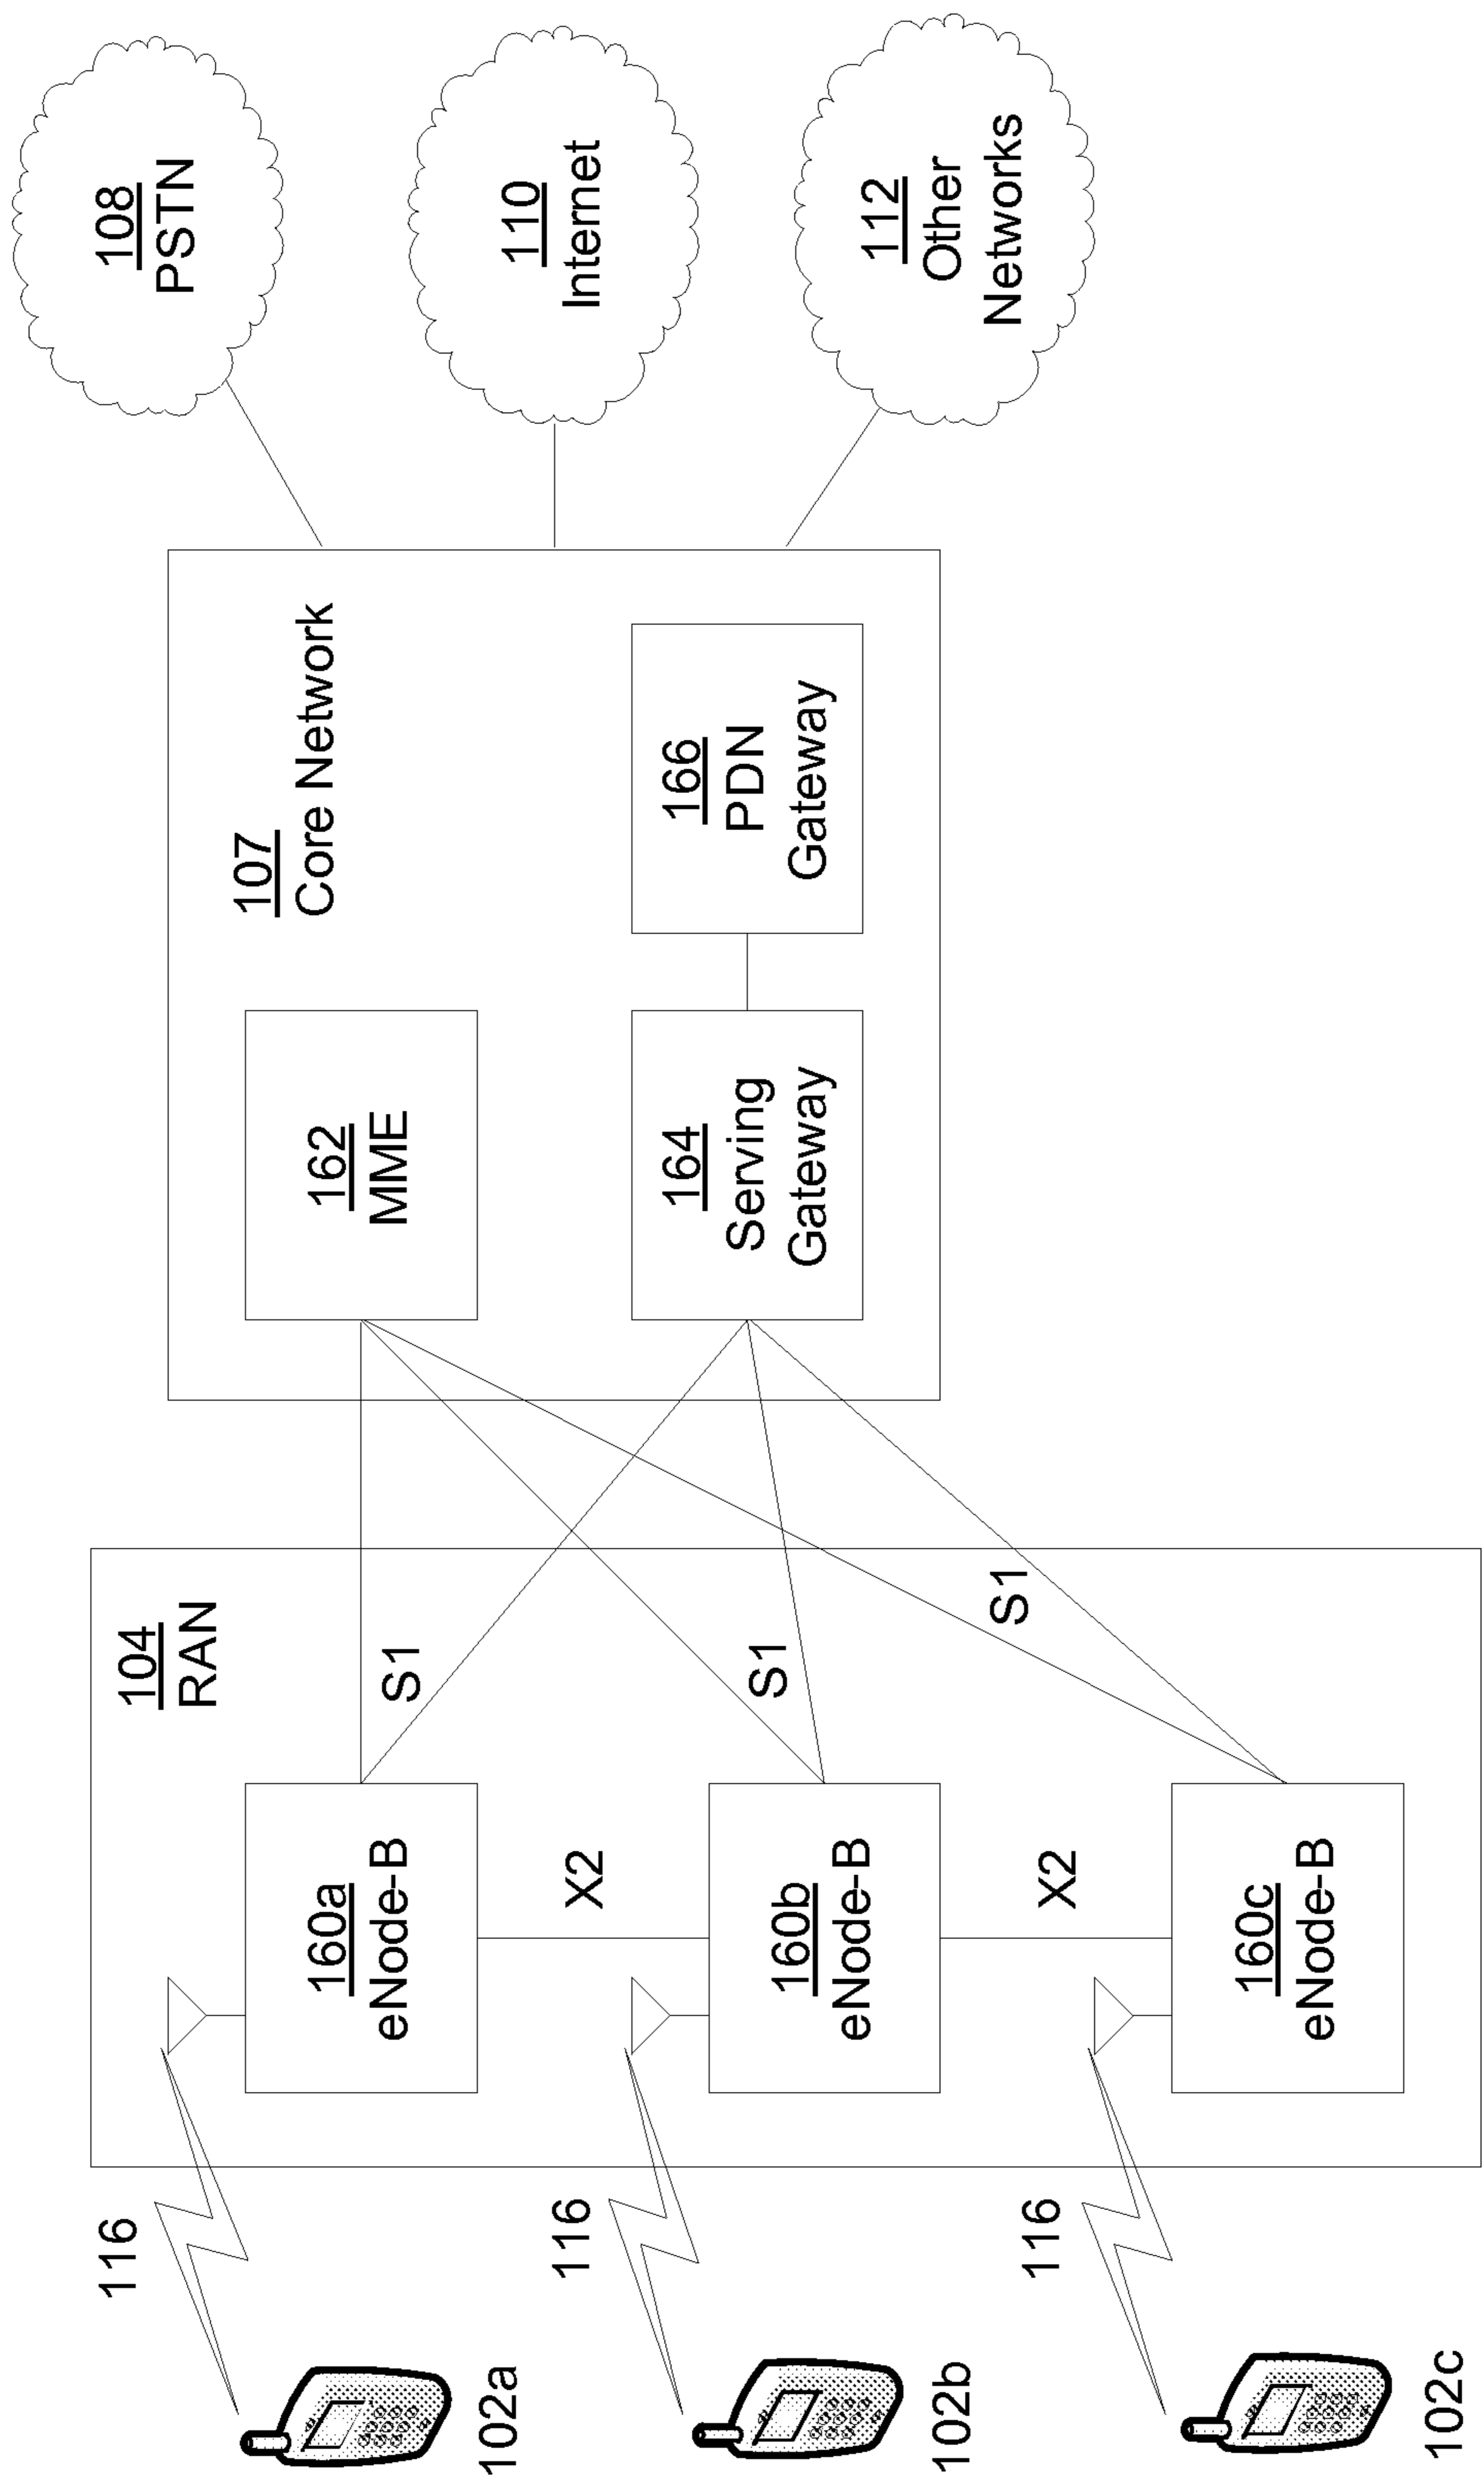 102a
116
104
RAN
160a
eNode-B
S1
X2
102b
116
160b
eNode-B
S1
X2
102c
116
160c
eNode-B
S1
107
Core Network
162
MME
164
Serving
Gateway
166
PDN
Gateway
108
PSTN
110
Internet
112
Other
Networks